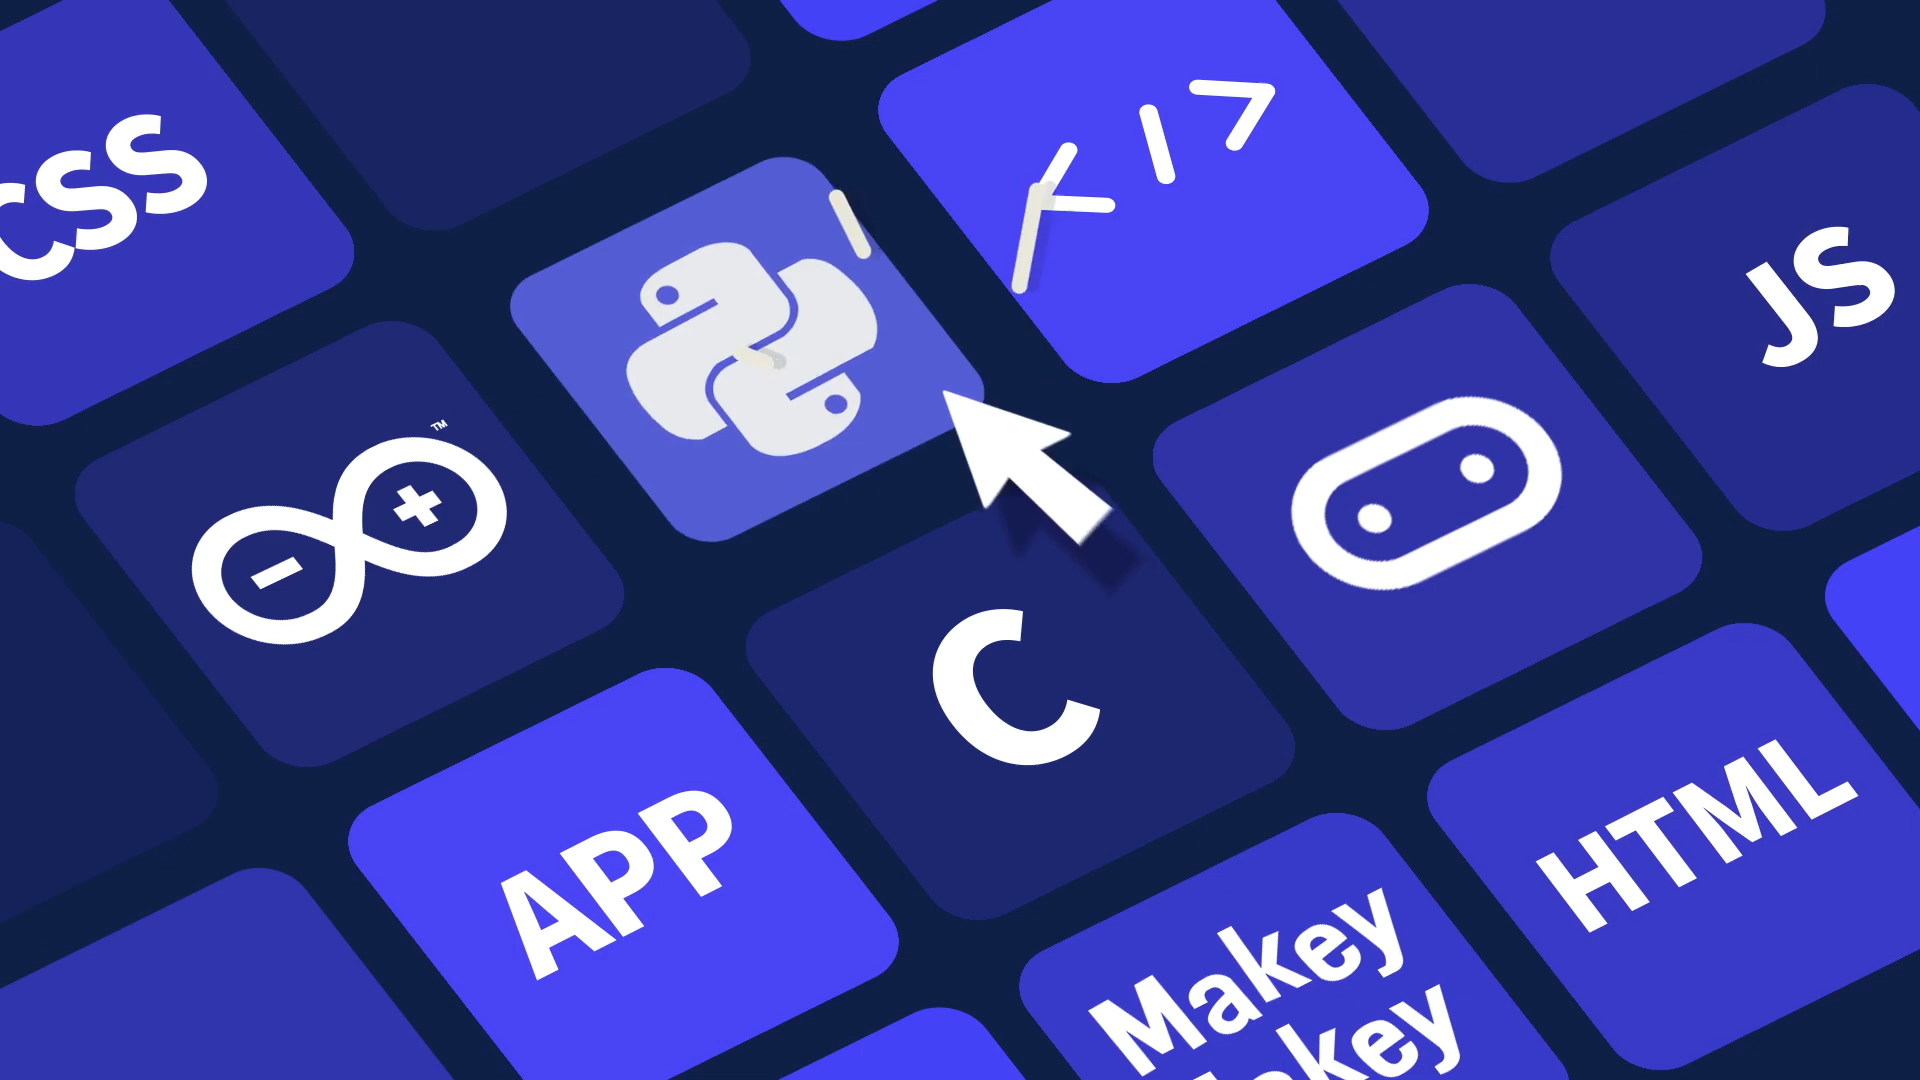 CSS
</>
JS
™
- +
C
APP
HTML
Makey